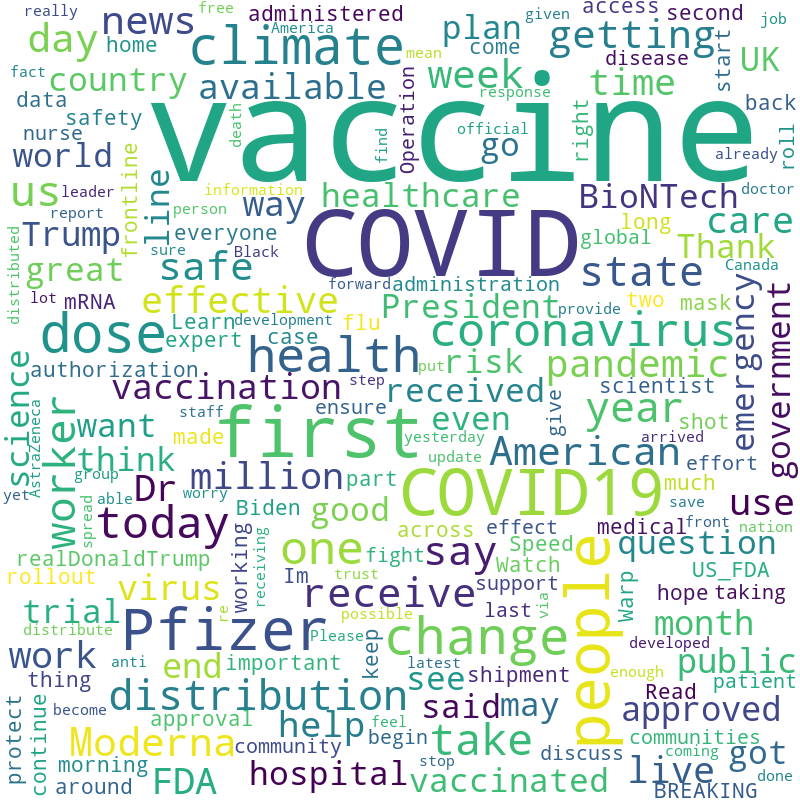 really
news
America
administered
free
plan
access
second
given
job
day
home
climate
mean
come
getting
disease
start
UK
fact
country
available
week
response
time
data
vaccine
Operation
death
back
safety
nurse
official
find
go
right
roll
already
world
us
leader
line
information
healthcare
BioNTech
doctor
report
frontline
person
way
COVID
long
care
Trump
everyone
sure
Black
global
Thank
distributed
great
safe
forward
administration
state
Canada
lot
mRNA
effective
President
provide
two
mask
emergency
government
dose
Learn
development
flu
coronavirus
expert
case
health
put
risk
pandemic
authorization
science
vaccination
step
received
scientist
worker
staff
ensure
even
give
year
shot
want
first
made
yesterday
arrived
AstraZeneca
think
update
American
effort
group
million
part
much
yet
able
worry
Dr
COVID19
save
use
spread
today
Biden
good
across
effect
medical
front
nation
realDonaldTrump
working
receiving
one
fight
say
Speed
Watch
people
question
rollout
virus
Im
trust
receive
support
Warp
US_FDA
hope
taking
trial
re
possible
last
via
month
distribute
Pfizer
Please
change
developed
work
anti
end
important
keep
latest
see
shipment
enough
public
thing
patient
protect
continue
become
distribution
said
may
Read
approved
approval
help
feel
Moderna
community
begin
take
communities
morning
stop
discuss
coming
got
around
FDA
hospital
vaccinated
live
done
BREAKING